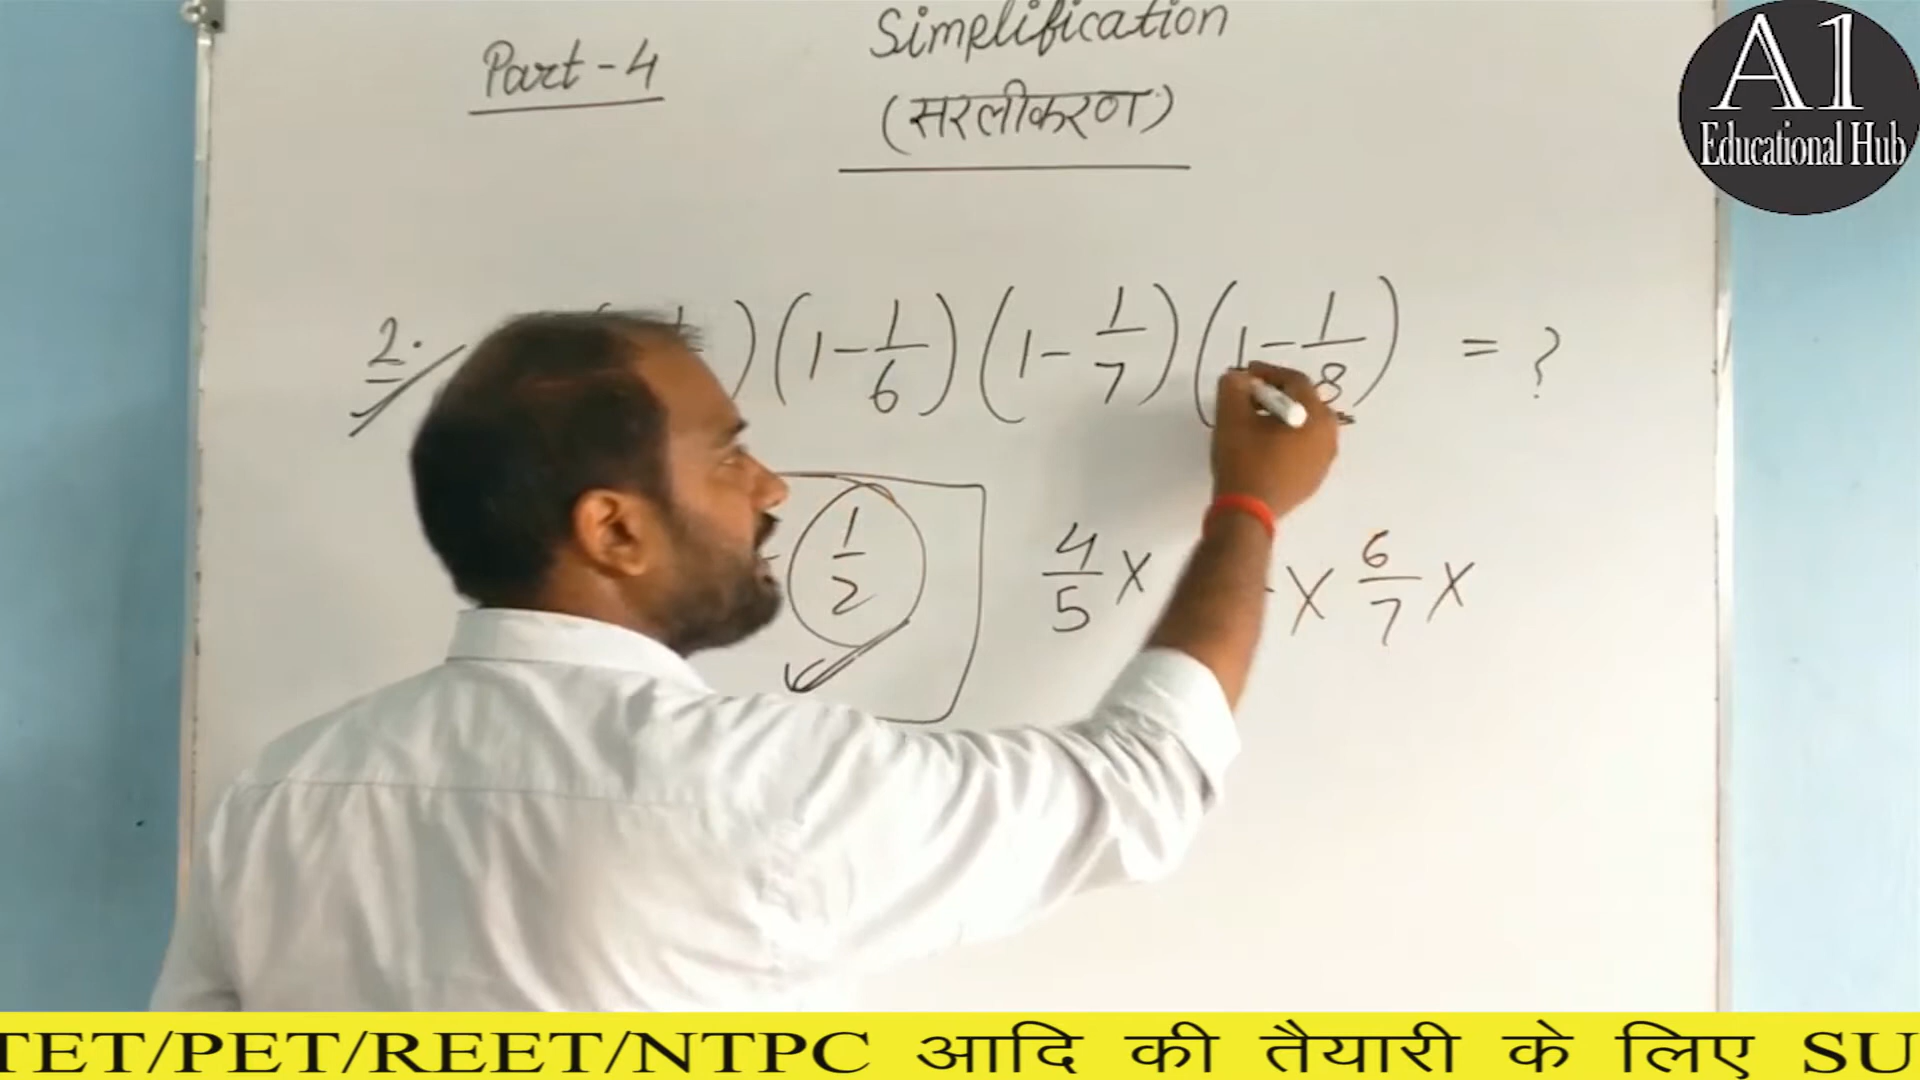 Part-4
Simplification
(सरलीकरण)
A1
Educational Hub
2. ) (1 - 1/6) (1 - 1/7) (1 - 1/8) = ?
1/2
4/5 X X 6/7 X
TET/PET/REET/NTPC आदि की तैयारी के लिए SU